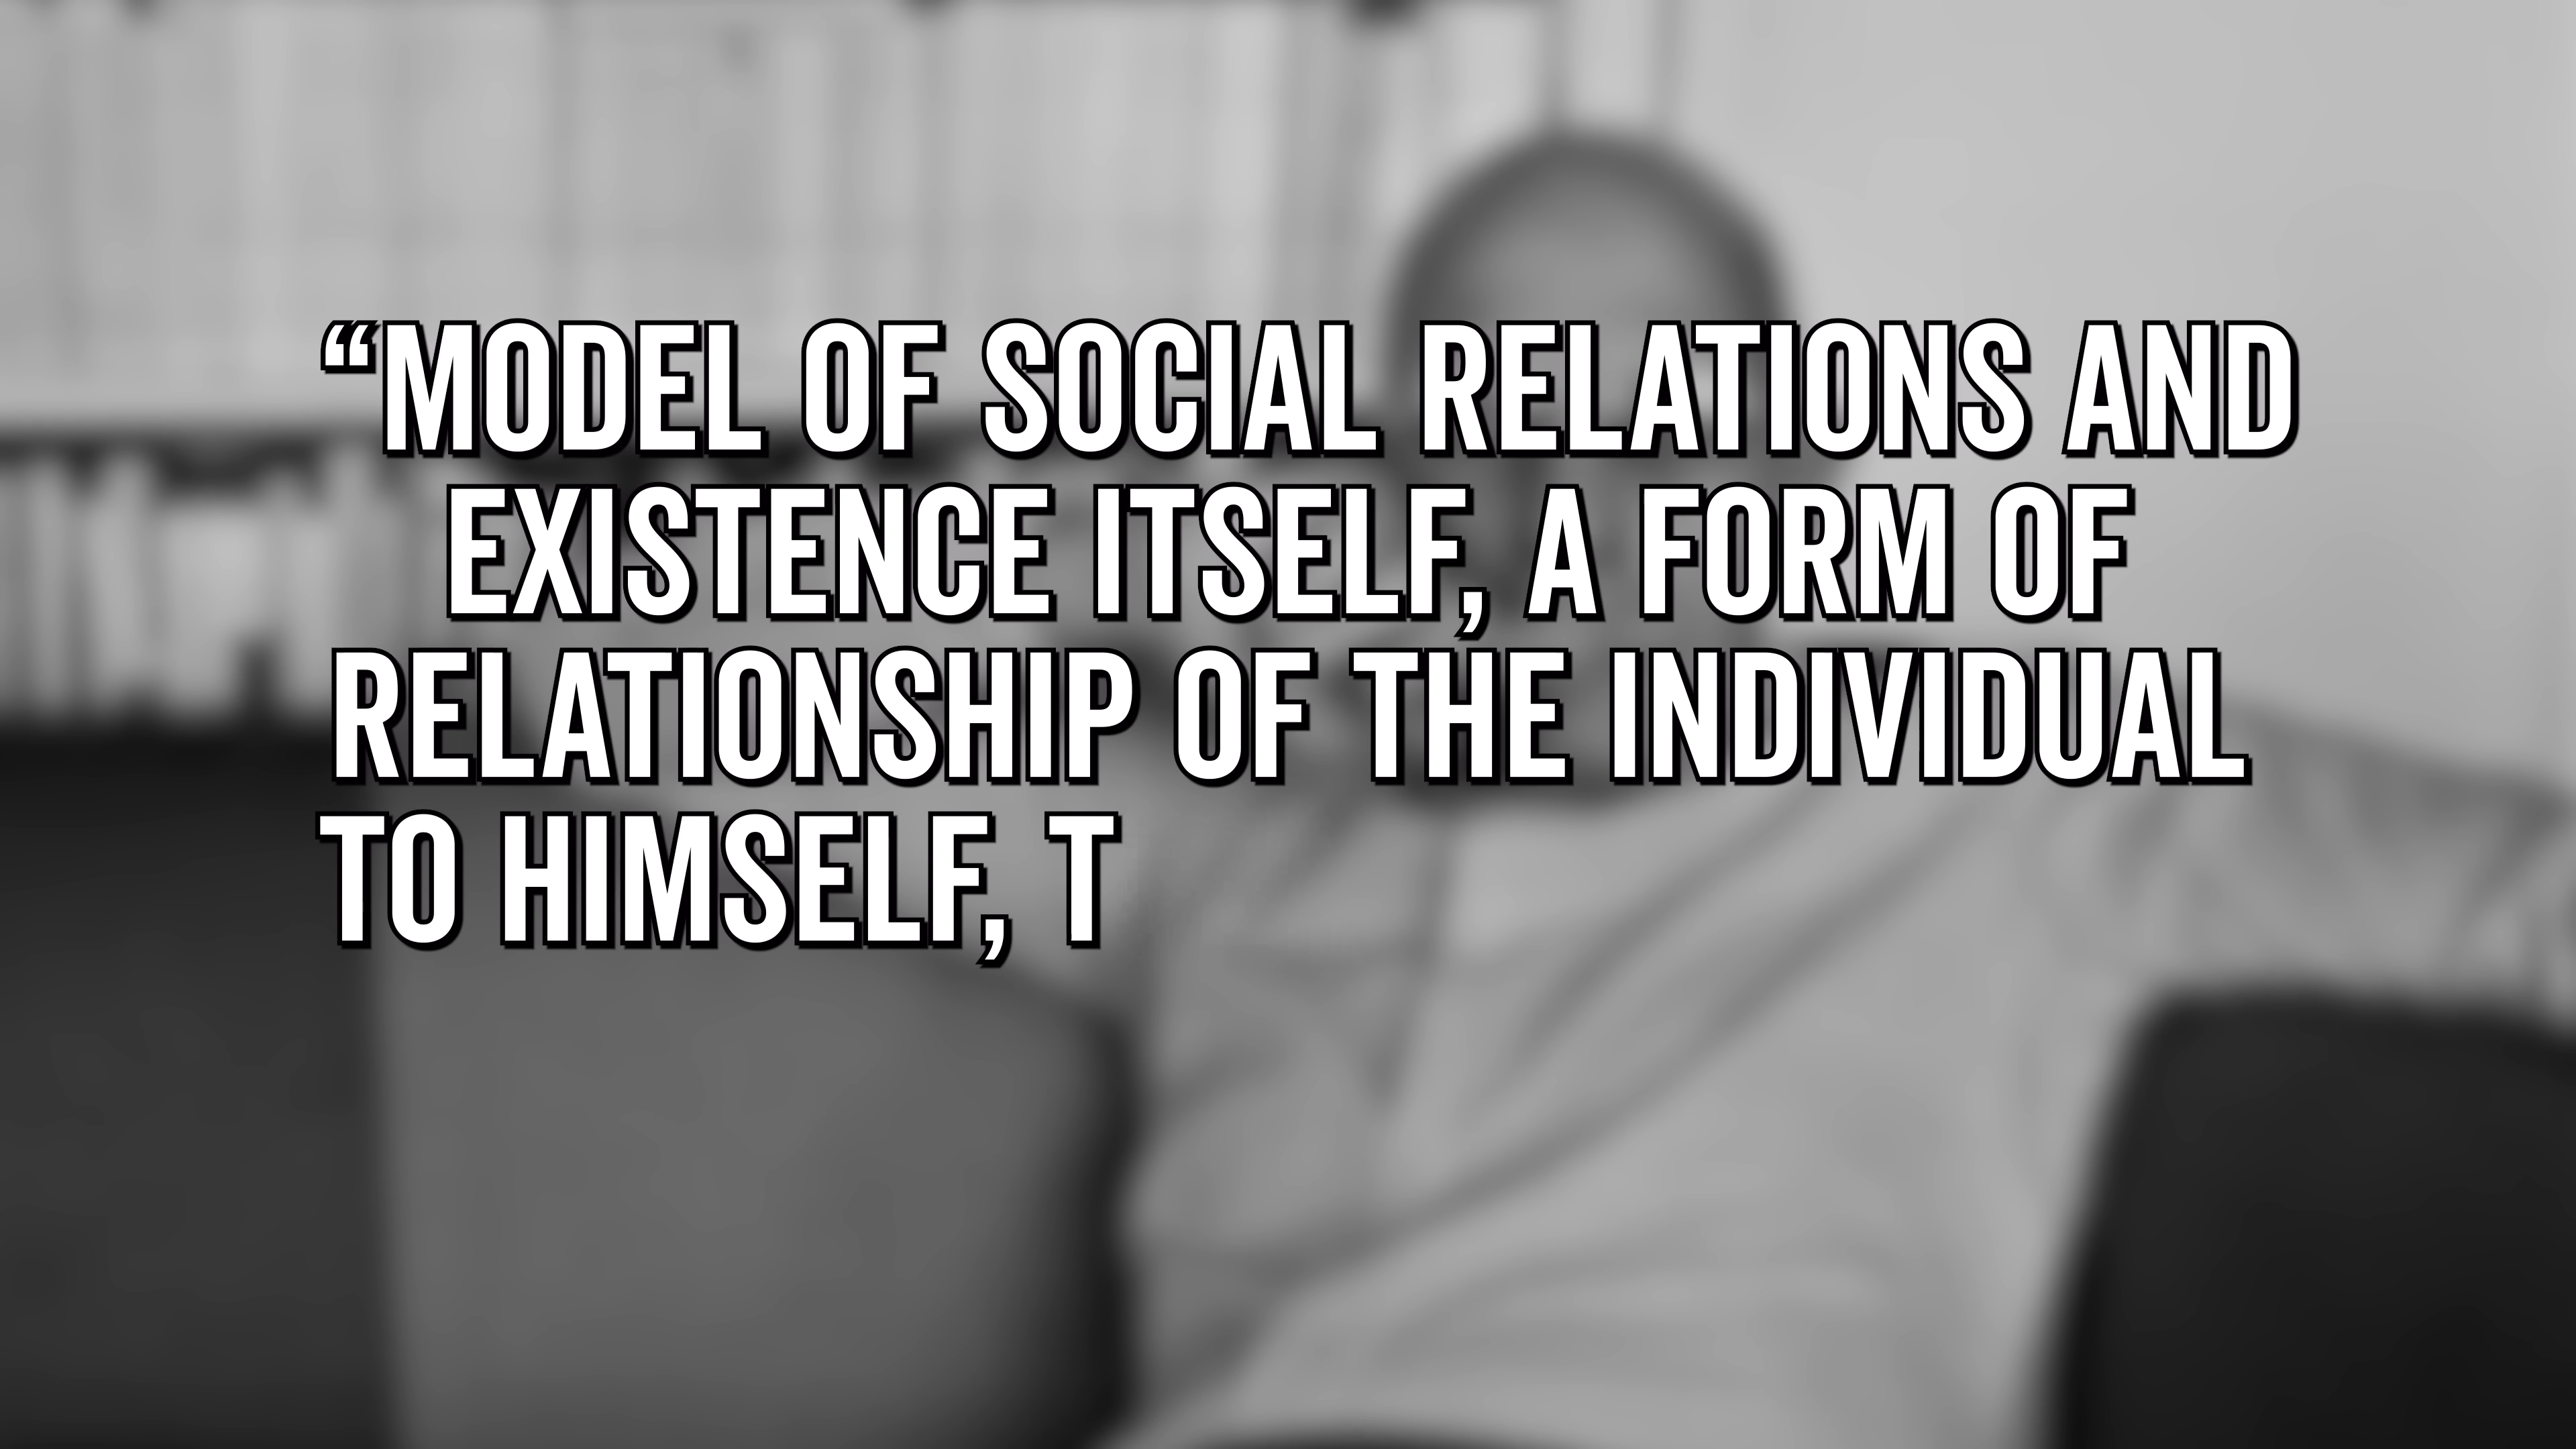 “MODEL OF SOCIAL RELATIONS AND
EXISTENCE ITSELF, A FORM OF
RELATIONSHIP OF THE INDIVIDUAL
TO HIMSELF, T